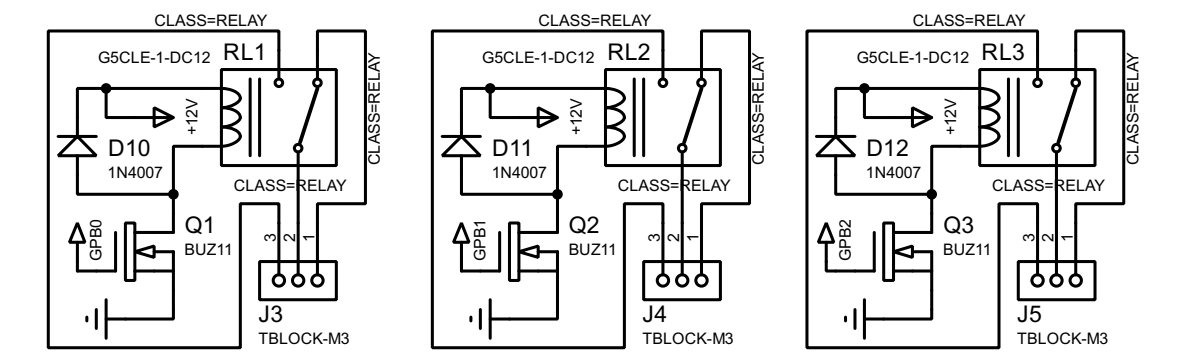 CLASS=RELAY
G5CLE-1-DC12
RL1
+12V
CLASS=RELAY
D10
1N4007
CLASS=RELAY
GPB0
Q1
BUZ11
3
2
1
J3
TBLOCK-M3
CLASS=RELAY
G5CLE-1-DC12
RL2
+12V
CLASS=RELAY
D11
1N4007
CLASS=RELAY
GPB1
Q2
BUZ11
3
2
1
J4
TBLOCK-M3
CLASS=RELAY
G5CLE-1-DC12
RL3
+12V
CLASS=RELAY
D12
1N4007
CLASS=RELAY
GPB2
Q3
BUZ11
3
2
1
J5
TBLOCK-M3